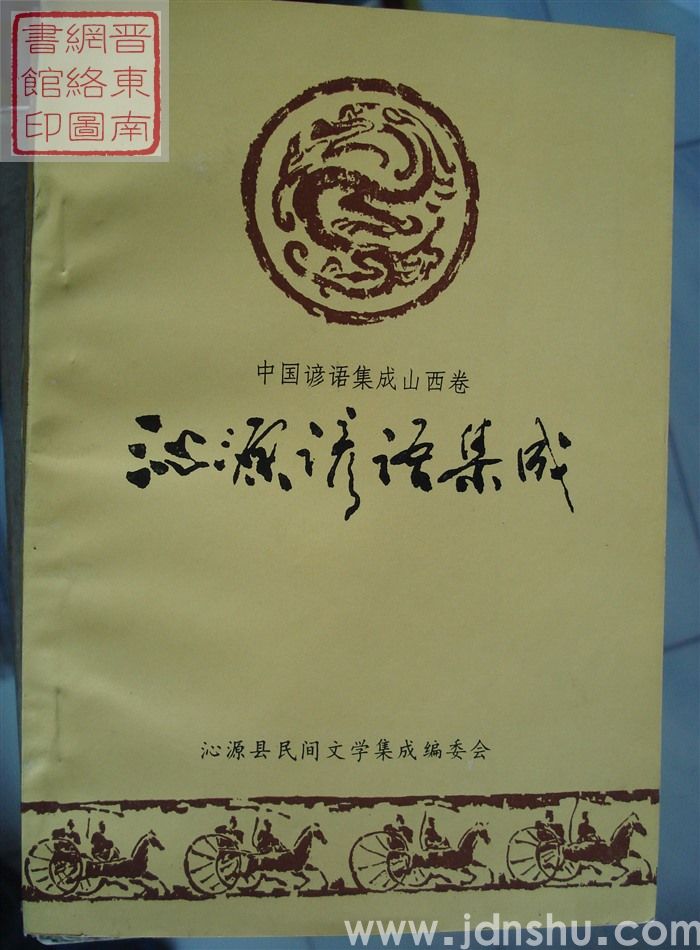 晋東南
網絡圖
書館印
中国谚语集成山西卷
沁源谚语集成
沁源县民间文学集成编委会
www.jdnshu.com